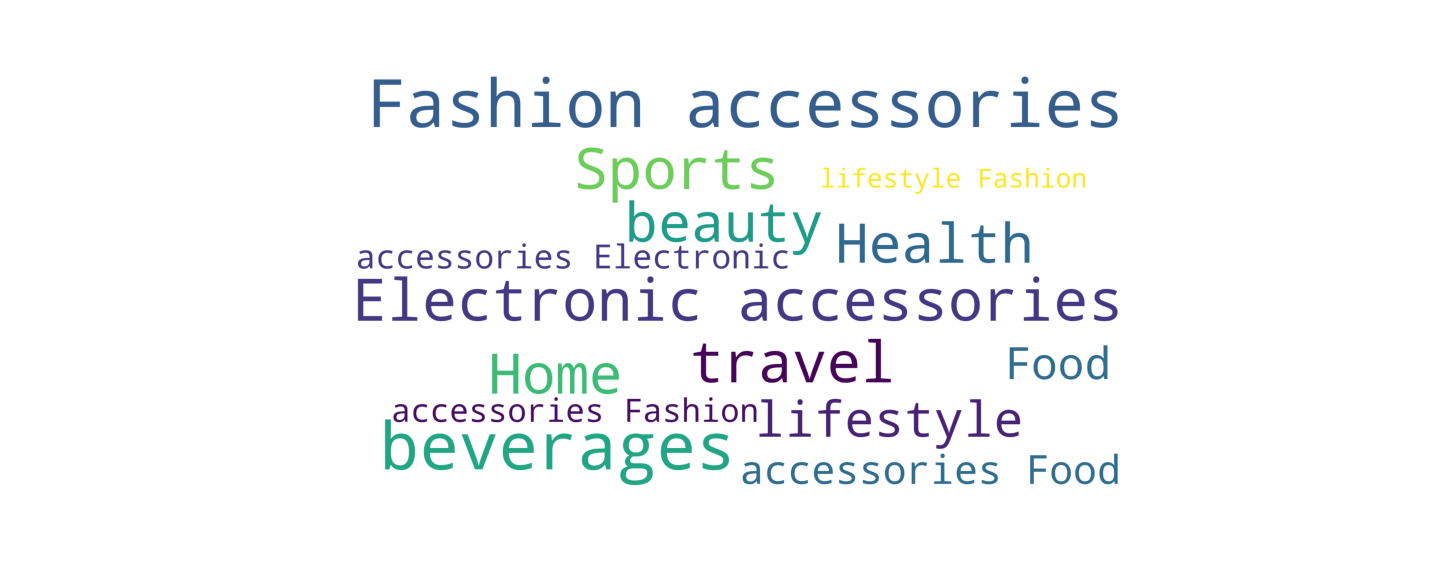 Fashion accessories
Sports
lifestyle Fashion
beauty
Health
accessories Electronic
Electronic accessories
travel
Food
Home
accessories Fashion
lifestyle
beverages
accessories Food